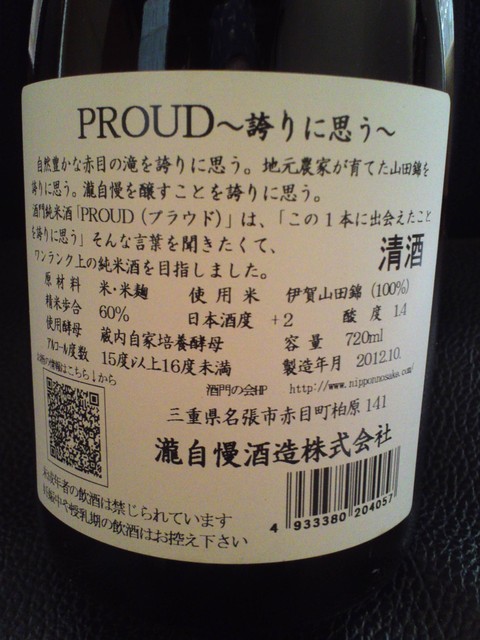 PROUD～誇りに思う～
自然豊かな赤目の滝を誇りに思う。地元農家が育てた山田錦を
誇りに思う。瀧自慢を醸すことを誇りに思う。
酒門純米酒「PROUD（プラウド）」は、「この1本に出会えたこと
を誇りに思う」そんな言葉を聞きたくて、
ワンランク上の純米酒を目指しました。
清酒
原材料 米・米麹 使用米 伊賀山田錦(100%)
精米歩合 60% 日本酒度 +2 酸度 1.4
使用酵母 蔵内自家培養酵母 容量 720ml
アルコール度数 15度以上16度未満 製造年月 2012.10.
お酒の情報はこちら↓から
酒門の会HP http://www.nipponnosake.com/
三重県名張市赤目町柏原141
瀧自慢酒造株式会社
未成年者の飲酒は禁じられています
妊娠中や授乳期の飲酒はお控え下さい
4 933380 204057